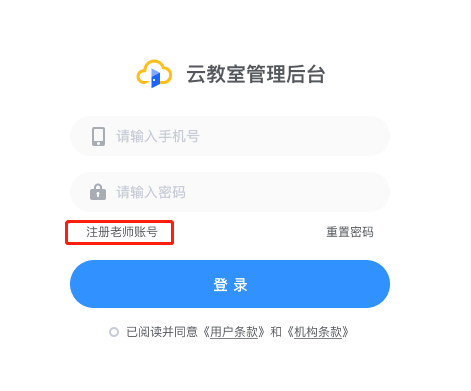 云教室管理后台
请输入手机号
请输入密码
注册老师账号 重置密码
登录
已阅读并同意《用户条款》和《机构条款》